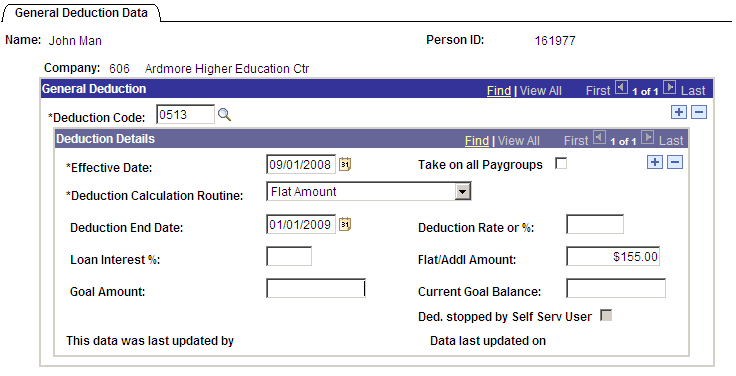 General Deduction Data
Name: John Man Person ID: 161977
Company: 606 Ardmore Higher Education Ctr
General Deduction Find | View All First 1 of 1 Last
*Deduction Code: 0513
Deduction Details Find | View All First 1 of 1 Last
*Effective Date: 09/01/2008 31 Take on all Paygroups
*Deduction Calculation Routine: Flat Amount
Deduction End Date: 01/01/2009 31 Deduction Rate or %:
Loan Interest %: Flat/Addl Amount: $155.00
Goal Amount: Current Goal Balance:
Ded. stopped by Self Serv User
This data was last updated by Data last updated on